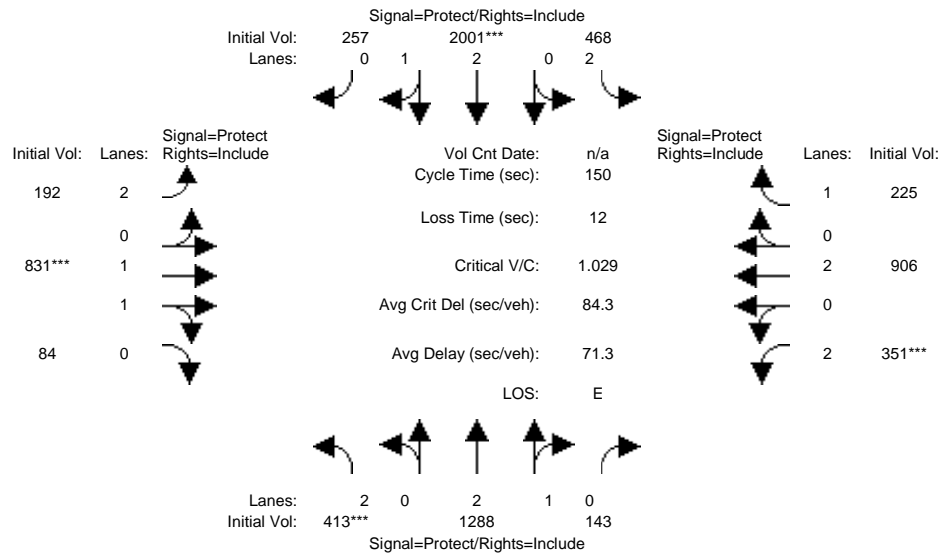 Signal=Protect/Rights=Include
Initial Vol: 257 2001*** 468
Lanes: 0 1 2 0 2
Signal=Protect
Initial Vol: Lanes: Rights=Include
Vol Cnt Date: n/a
Signal=Protect
Rights=Include Lanes: Initial Vol:
Cycle Time (sec): 150
192 2
1 225
Loss Time (sec): 12
0
0
831*** 1
Critical V/C: 1.029
2 906
1
Avg Crit Del (sec/veh): 84.3
0
84 0
Avg Delay (sec/veh): 71.3
2 351***
LOS: E
Lanes: 2 0 2 1 0
Initial Vol: 413*** 1288 143
Signal=Protect/Rights=Include